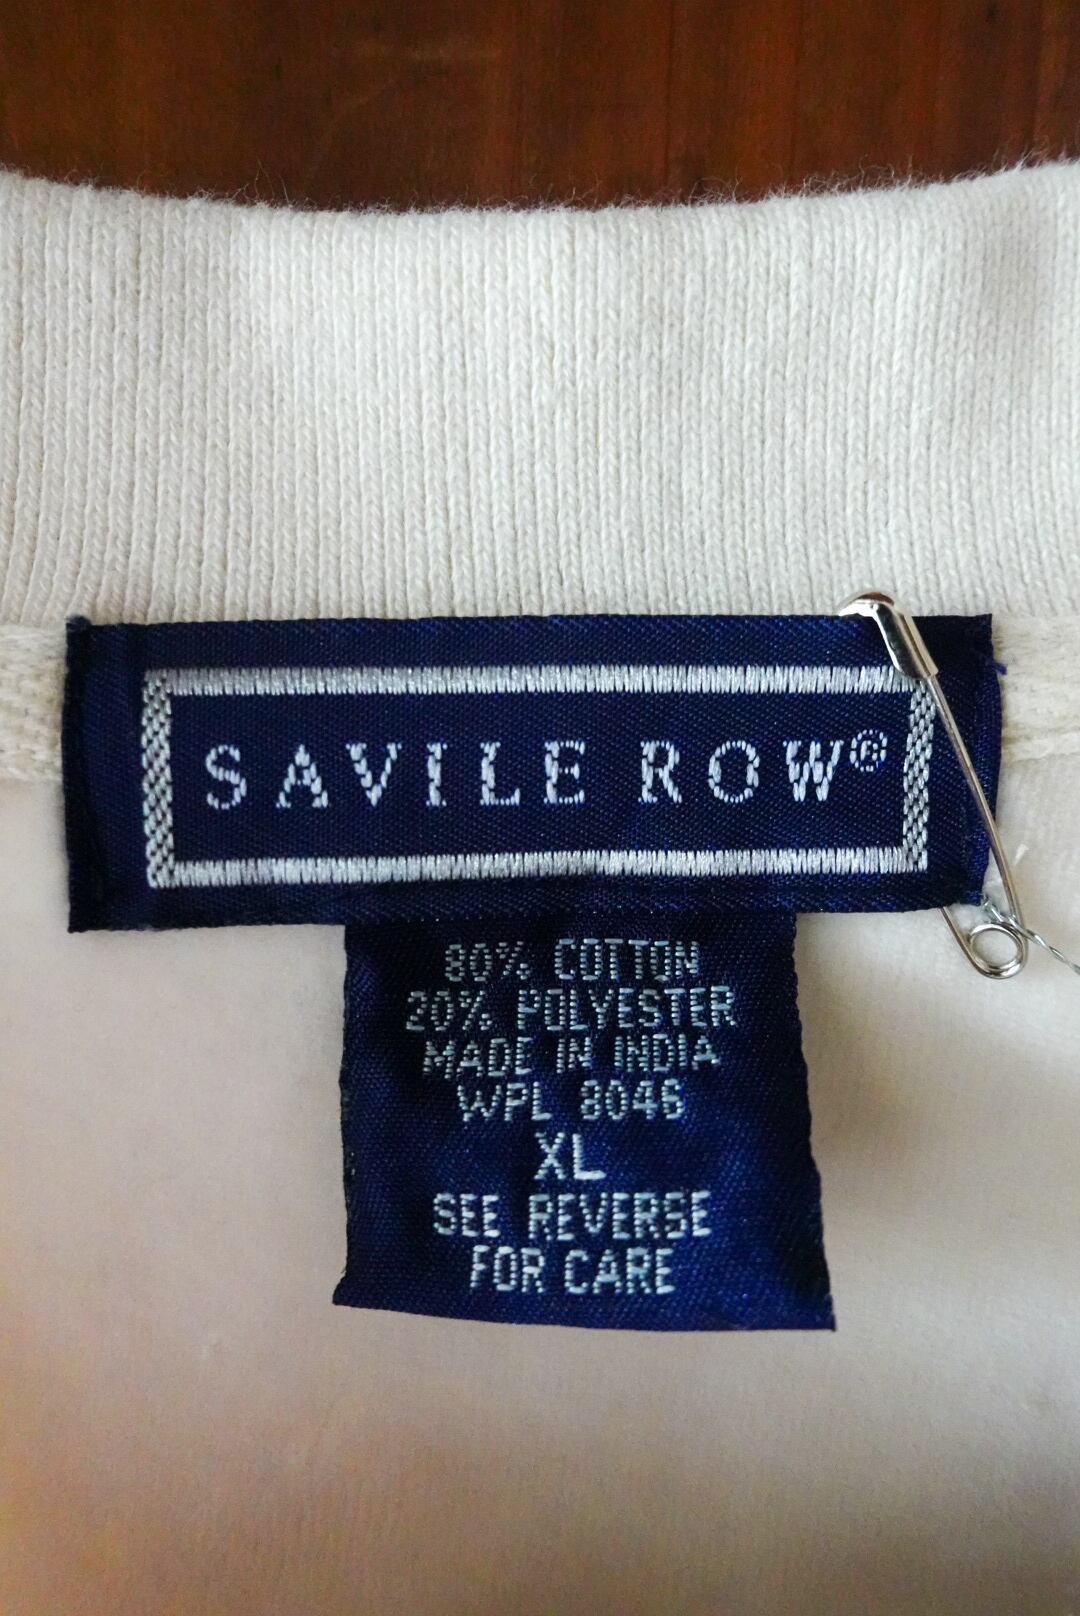 SAVILE ROW®
80% COTTON
20% POLYESTER
MADE IN INDIA
WPL 8046
XL
SEE REVERSE
FOR CARE